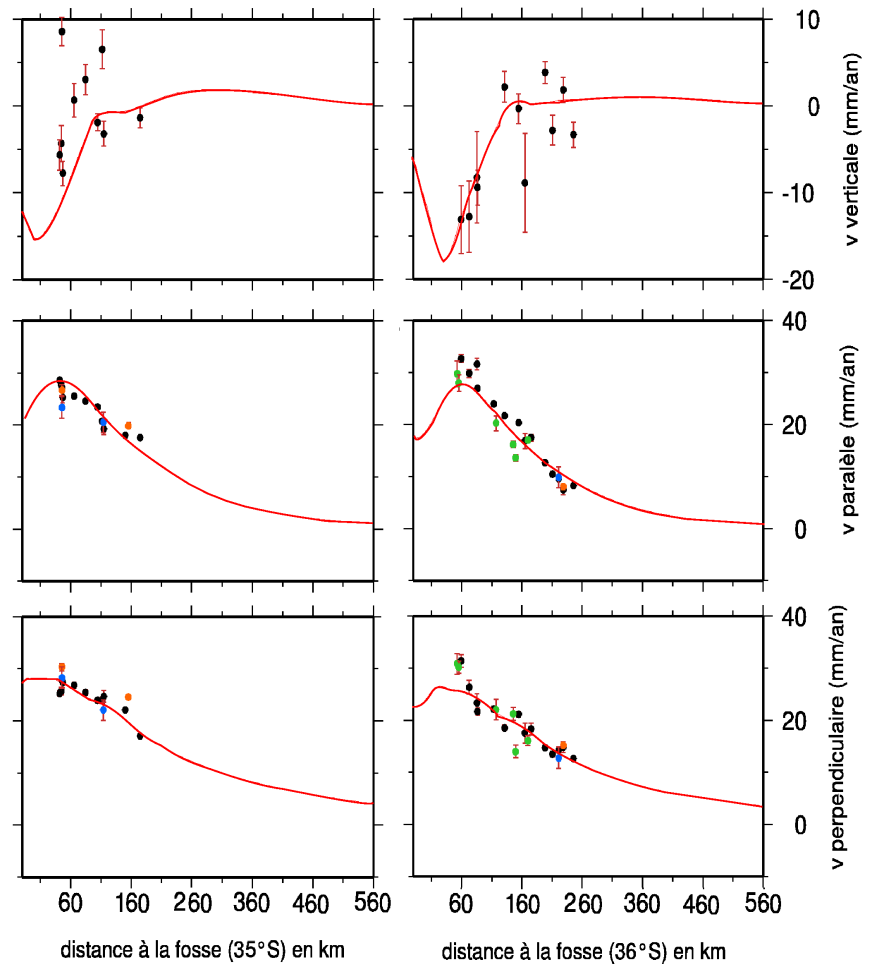 10
0
-10
-20
v verticale (mm/an)
40
20
0
v paralèle (mm/an)
40
20
0
v perpendiculaire (mm/an)
60 160 260 360 460 560
60 160 260 360 460 560
distance à la fosse (35°S) en km
distance à la fosse (36°S) en km